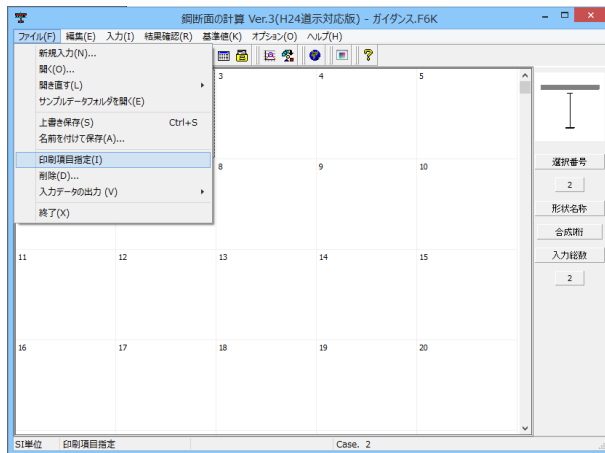 鋼断面の計算 Ver.3(H24道示対応版) - ガイダンス.F6K
ファイル(F) 編集(E) 入力(I) 結果確認(R) 基準値(K) オプション(O) ヘルプ(H)
新規入力(N)...
開く(O)...
開き直す(L)
サンプルデータフォルダを開く(E)
上書き保存(S) Ctrl+S
名前を付けて保存(A)...
印刷項目指定(I)
削除(D)...
入力データの出力 (V)
終了(X)
3 4 5
8 9 10
11 12 13 14 15
16 17 18 19 20
選択番号
2
形状名称
合成桁
入力総数
2
SI単位 印刷項目指定 Case. 2